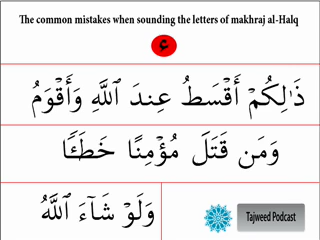 The common mistakes when sounding the letters of makhraj al-Halq
ء
ذَٰلِكُمْ أَقْسَطُ عِندَ ٱللَّهِ وَأَقْوَمُ
وَمَن قَتَلَ مُؤْمِنًا خَطَـًٔا
وَلَوْ شَآءَ ٱللَّهُ
Tajweed Podcast